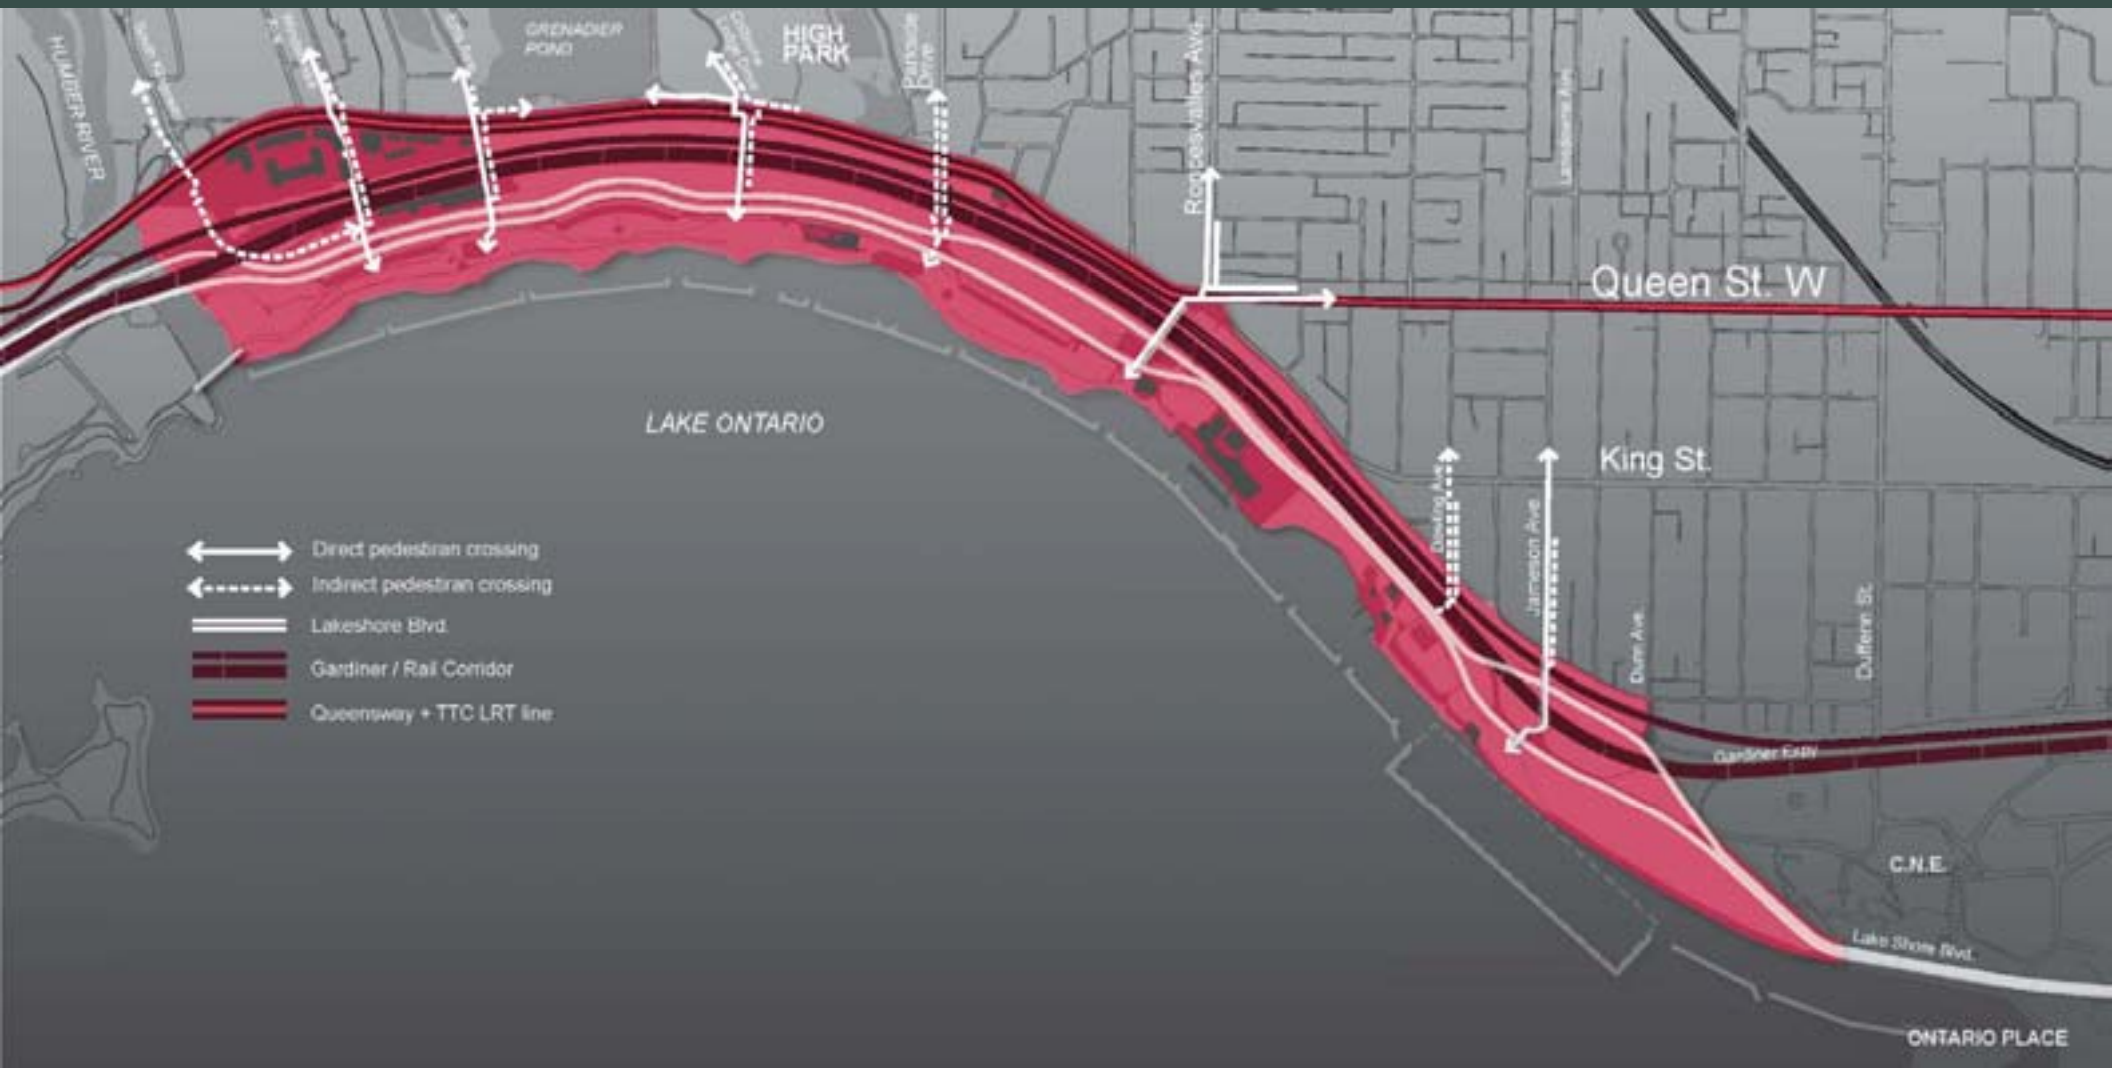 HUMBER RIVER
GRENADIER
POND
HIGH
PARK
Parkside
Drive
Roncesvalles Ave.
Lansdowne Ave.
Queen St. W
LAKE ONTARIO
King St.
Dowling Ave.
Jameson Ave.
Dunn Ave.
Dufferin St.
Direct pedestiran crossing
Indirect pedestiran crossing
Lakeshore Blvd.
Gardiner / Rail Corridor
Queensway + TTC LRT line
Gardiner Expy
C.N.E.
Lake Shore Blvd.
ONTARIO PLACE